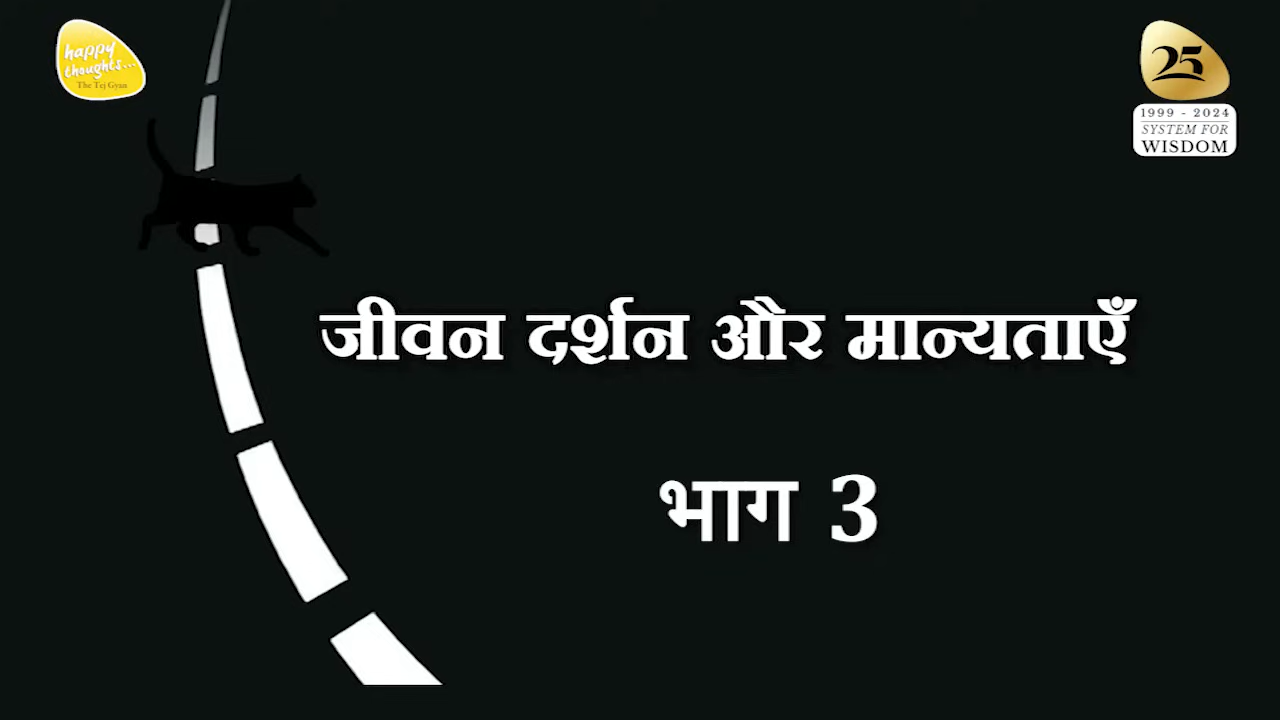 happy
thoughts...
The Tej Gyan
25
1999 - 2024
SYSTEM FOR
WISDOM
जीवन दर्शन और मान्यताएँ
भाग 3